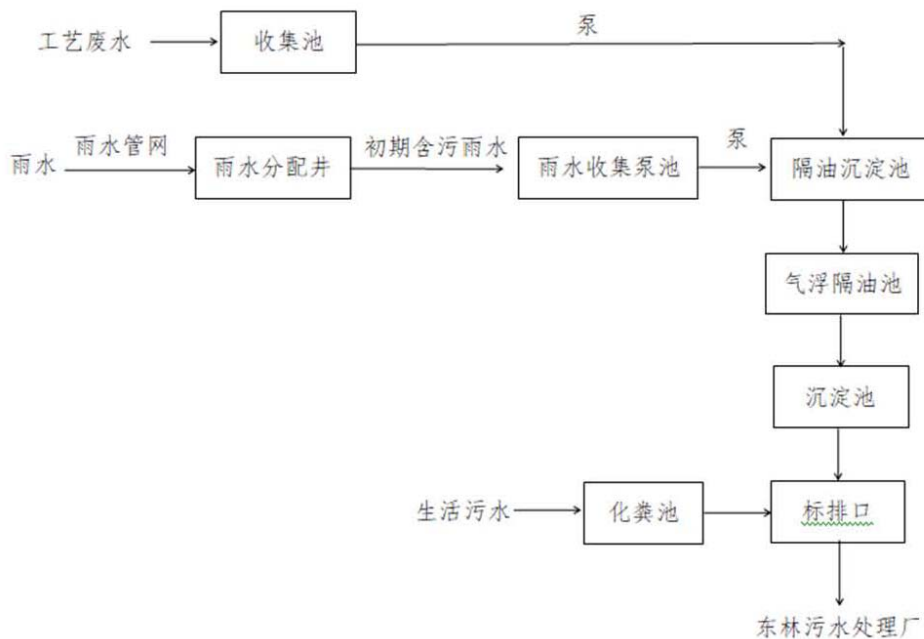 工艺废水
收集池
泵
雨水
雨水管网
雨水分配井
初期含污雨水
雨水收集泵池
泵
隔油沉淀池
气浮隔油池
沉淀池
生活污水
化粪池
标排口
东林污水处理厂